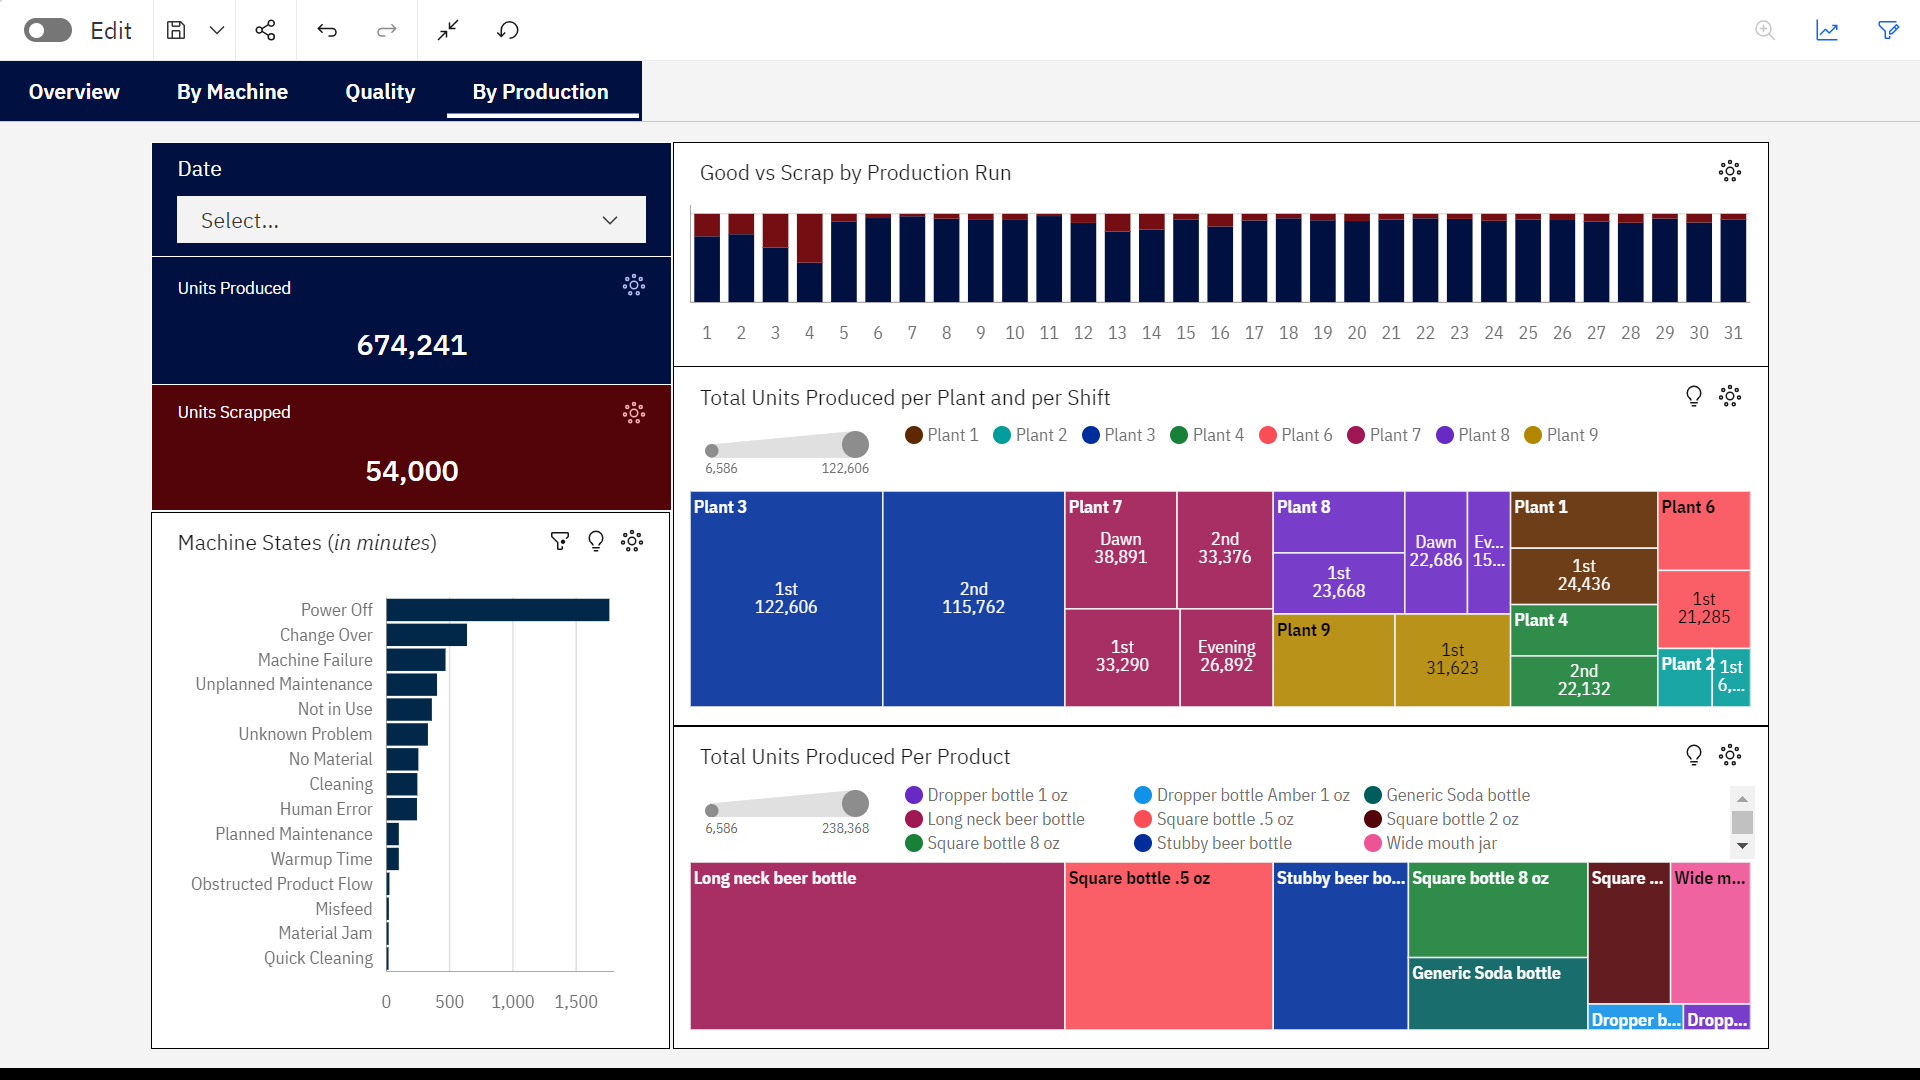 Edit
Overview By Machine Quality By Production
Date
Select...
Units Produced
674,241
Units Scrapped
54,000
Machine States (in minutes)
Power Off
Change Over
Machine Failure
Unplanned Maintenance
Not in Use
Unknown Problem
No Material
Cleaning
Human Error
Planned Maintenance
Warmup Time
Obstructed Product Flow
Misfeed
Material Jam
Quick Cleaning
0 500 1,000 1,500
Good vs Scrap by Production Run
1 2 3 4 5 6 7 8 9 10 11 12 13 14 15 16 17 18 19 20 21 22 23 24 25 26 27 28 29 30 31
Total Units Produced per Plant and per Shift
6,586 122,606
Plant 1 Plant 2 Plant 3 Plant 4 Plant 6 Plant 7 Plant 8 Plant 9
Plant 3
1st
122,606
2nd
115,762
Plant 7
Dawn
38,891
2nd
33,376
1st
33,290
Evening
26,892
Plant 8
1st
23,668
Dawn
22,686
Ev...
15...
Plant 9
1st
31,623
Plant 1
1st
24,436
Plant 4
2nd
22,132
Plant 6
1st
21,285
Plant 2
1st
6,...
Total Units Produced Per Product
6,586 238,368
Dropper bottle 1 oz Dropper bottle Amber 1 oz Generic Soda bottle
Long neck beer bottle Square bottle .5 oz Square bottle 2 oz
Square bottle 8 oz Stubby beer bottle Wide mouth jar
Long neck beer bottle
Square bottle .5 oz
Stubby beer bo...
Square bottle 8 oz
Generic Soda bottle
Square ...
Wide m...
Dropper b...
Dropp...